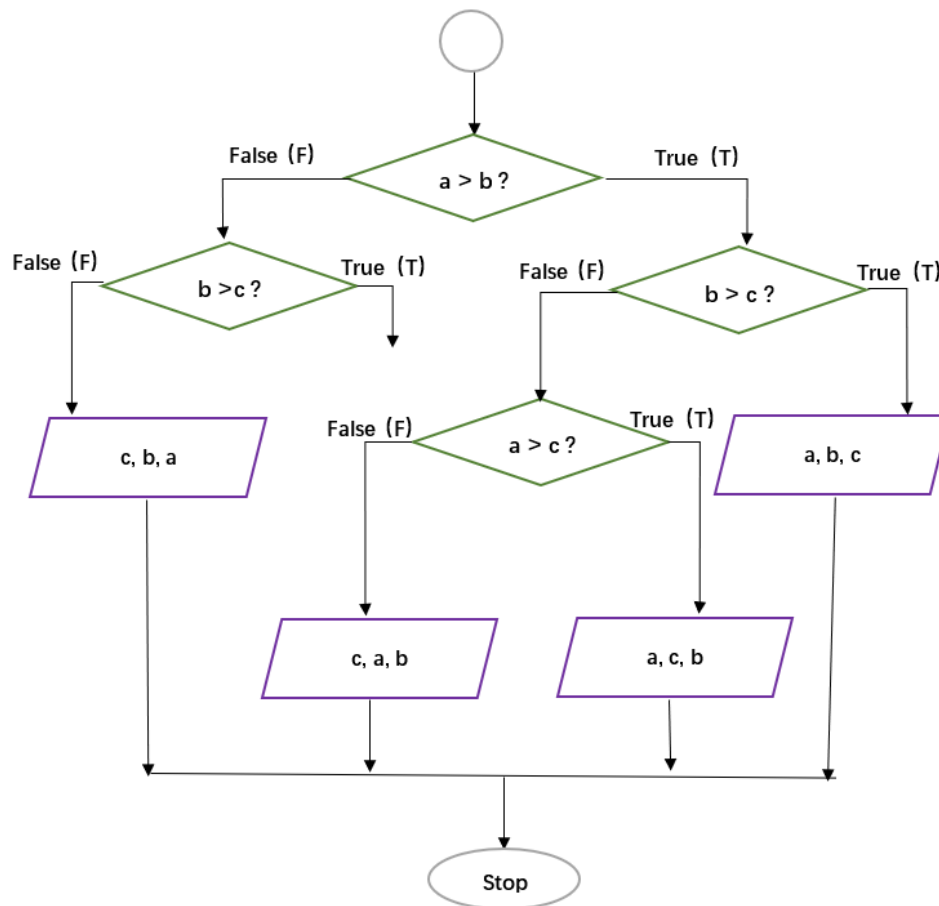 False (F)
True (T)
a > b ?
False (F)
True (T)
b >c ?
False (F)
True (T)
b > c ?
c, b, a
False (F)
True (T)
a > c ?
a, b, c
c, a, b
a, c, b
Stop